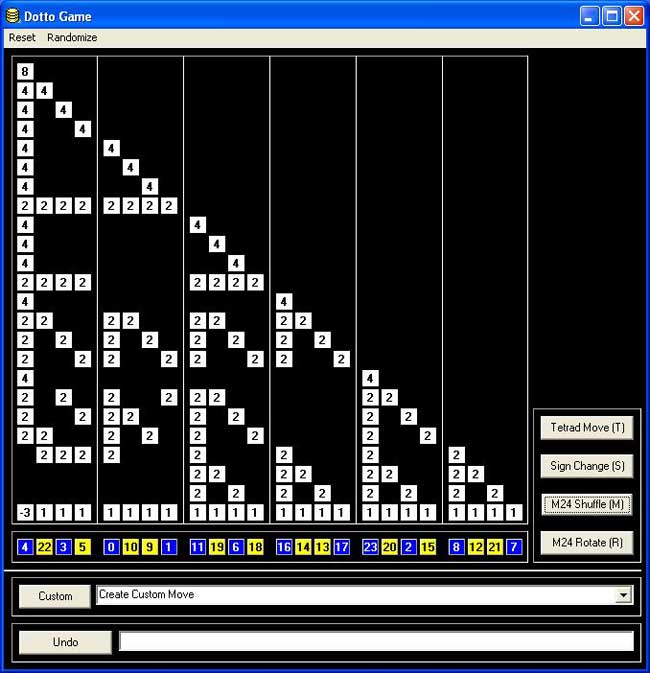 Dotto Game
Reset Randomize
8
4 4
4 4
4 4
4 4
4 4
4 4
2 2 2 2 2 2 2 2
4 4
4 4
4 4
2 2 2 2 2 2 2 2
4 4
2 2 2 2 2 2 2 2
2 2 2 2 2 2 2 2
2 2 2 2 2 2 2 2
4 4
2 2 2 2 2 2 2 2
2 2 2 2 2 2 2 2
2 2 2 2 2 2 2 2
2 2 2 2 2 2 2 2
2 2 2 2 2 2 2 2
2 2 2 2 2 2 2 2
-3 1 1 1 1 1 1 1 1 1 1 1 1 1 1 1 1 1 1 1 1 1 1 1
4 22 3 5 0 10 9 1 11 19 6 18 16 14 13 17 23 20 2 15 8 12 21 7
Tetrad Move (T)
Sign Change (S)
M24 Shuffle (M)
M24 Rotate (R)
Custom Create Custom Move
Undo